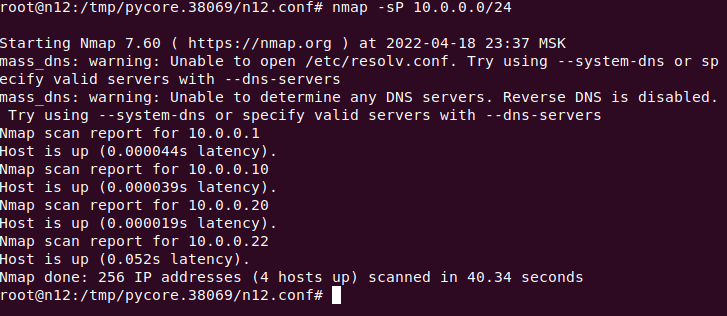 root@n12:/tmp/pycore.38069/n12.conf# nmap -sP 10.0.0.0/24
Starting Nmap 7.60 ( https://nmap.org ) at 2022-04-18 23:37 MSK
mass_dns: warning: Unable to open /etc/resolv.conf. Try using --system-dns or sp
ecify valid servers with --dns-servers
mass_dns: warning: Unable to determine any DNS servers. Reverse DNS is disabled.
 Try using --system-dns or specify valid servers with --dns-servers
Nmap scan report for 10.0.0.1
Host is up (0.000044s latency).
Nmap scan report for 10.0.0.10
Host is up (0.000039s latency).
Nmap scan report for 10.0.0.20
Host is up (0.000019s latency).
Nmap scan report for 10.0.0.22
Host is up (0.052s latency).
Nmap done: 256 IP addresses (4 hosts up) scanned in 40.34 seconds
root@n12:/tmp/pycore.38069/n12.conf#